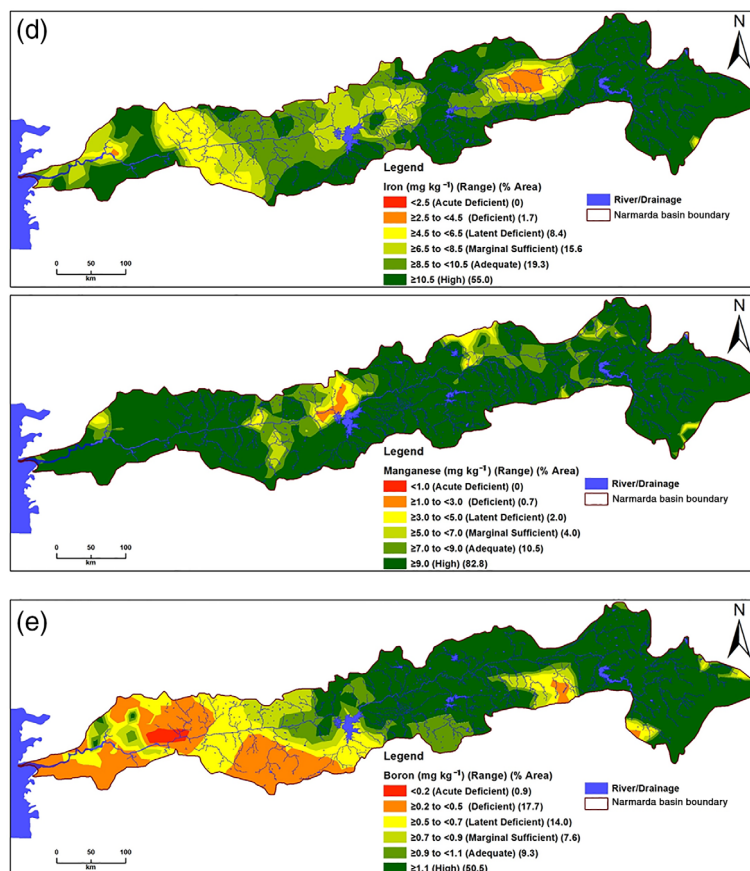 (d)
N
Legend
Iron (mg kg⁻¹) (Range) (% Area)
<2.5 (Acute Deficient) (0)
≥2.5 to <4.5 (Deficient) (1.7)
≥4.5 to <6.5 (Latent Deficient) (8.4)
≥6.5 to <8.5 (Marginal Sufficient) (15.6
≥8.5 to <10.5 (Adequate) (19.3)
≥10.5 (High) (55.0)
River/Drainage
Narmarda basin boundary
0 50 100
km
N
Legend
Manganese (mg kg⁻¹) (Range) (% Area)
<1.0 (Acute Deficient) (0)
≥1.0 to <3.0 (Deficient) (0.7)
≥3.0 to <5.0 (Latent Deficient) (2.0)
≥5.0 to <7.0 (Marginal Sufficient) (4.0)
≥7.0 to <9.0 (Adequate) (10.5)
≥9.0 (High) (82.8)
River/Drainage
Narmarda basin boundary
0 50 100
km
(e)
N
Legend
Boron (mg kg⁻¹) (Range) (% Area)
<0.2 (Acute Deficient) (0.9)
≥0.2 to <0.5 (Deficient) (17.7)
≥0.5 to <0.7 (Latent Deficient) (14.0)
≥0.7 to <0.9 (Marginal Sufficient) (7.6)
≥0.9 to <1.1 (Adequate) (9.3)
≥1.1 (High) (50.5)
River/Drainage
Narmarda basin boundary
0 50 100
km